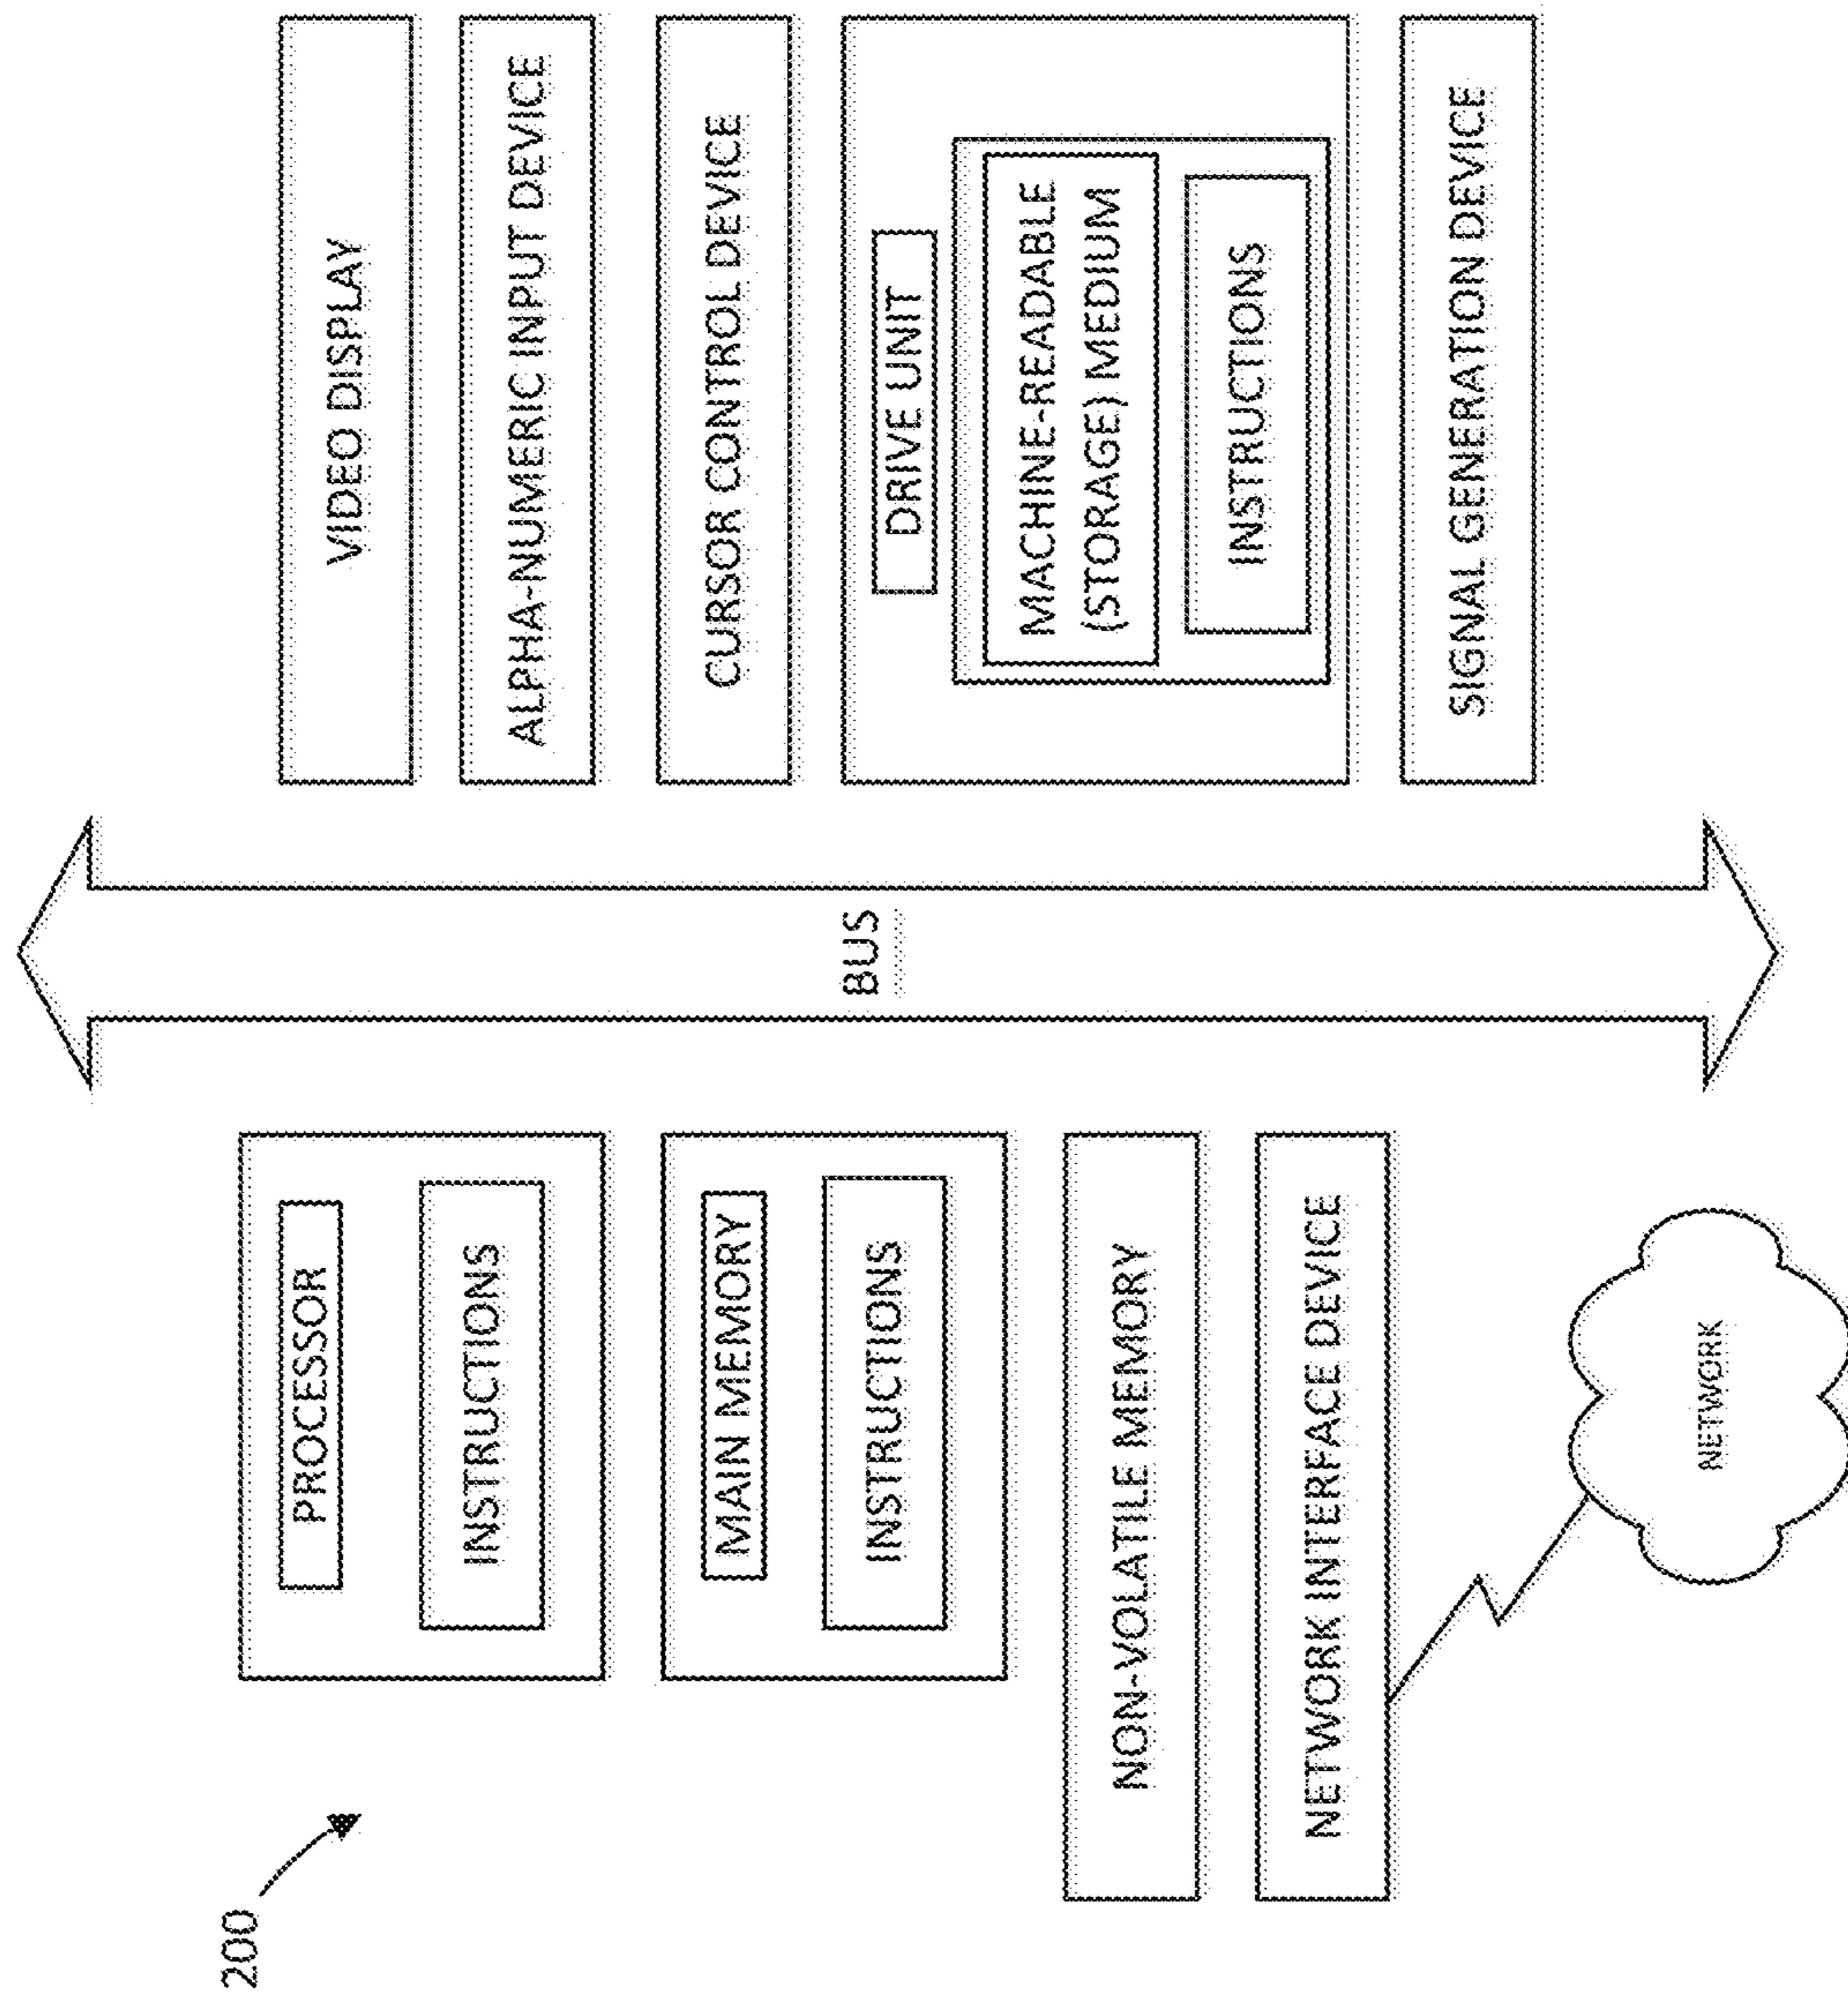 200
PROCESSOR
INSTRUCTIONS
MAIN MEMORY
INSTRUCTIONS
NON-VOLATILE MEMORY
NETWORK INTERFACE DEVICE
NETWORK
BUS
VIDEO DISPLAY
ALPHA-NUMERIC INPUT DEVICE
CURSOR CONTROL DEVICE
DRIVE UNIT
MACHINE-READABLE
(STORAGE) MEDIUM
INSTRUCTIONS
SIGNAL GENERATION DEVICE